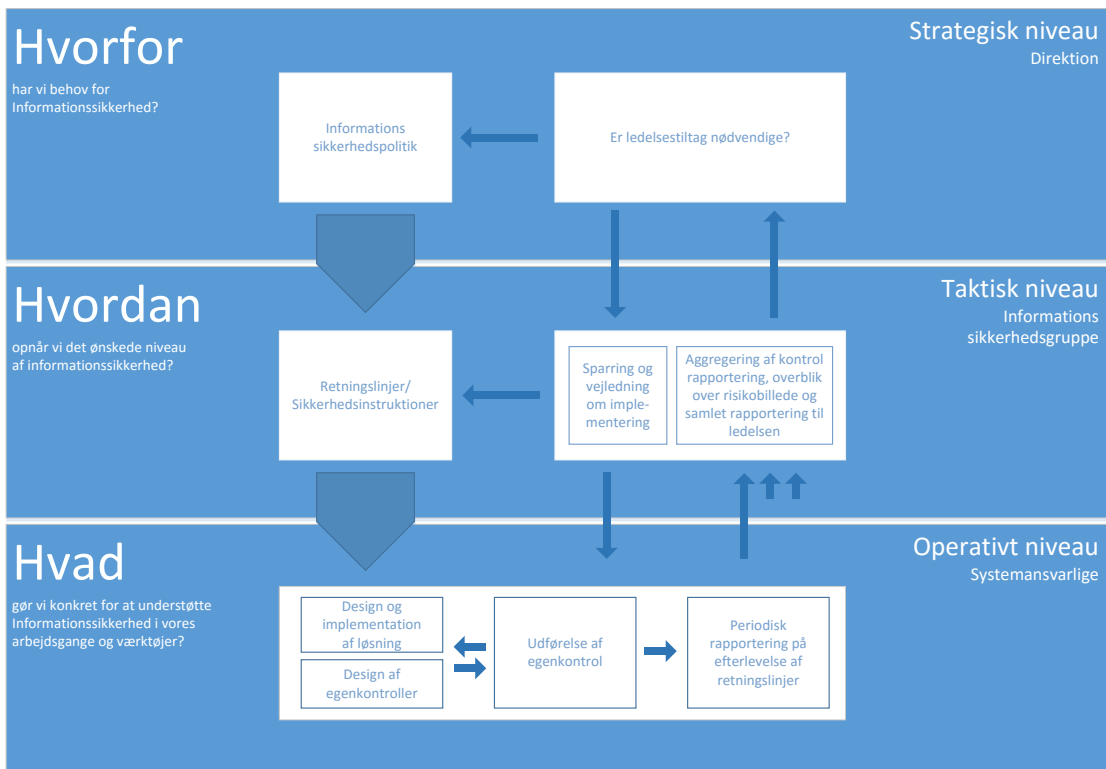 Hvorfor
har vi behov for
Informationssikkerhed?
Strategisk niveau
Direktion
Informations
sikkerhedspolitik
Er ledelsestiltag nødvendige?
Hvordan
opnår vi det ønskede niveau
af informationssikkerhed?
Taktisk niveau
Informations
sikkerhedsgruppe
Retningslinjer/
Sikkerhedsinstruktioner
Sparring og
vejledning
om imple-
mentering
Aggregering af kontrol
rapportering, overblik
over risikobillede og
samlet rapportering til
ledelsen
Hvad
gør vi konkret for at understøtte
Informationssikkerhed i vores
arbejdsgange og værktøjer?
Operativt niveau
Systemansvarlige
Design og
implementation
af løsning
Design af
egenkontroller
Udførelse af
egenkontrol
Periodisk
rapportering på
efterlevelse af
retningslinjer